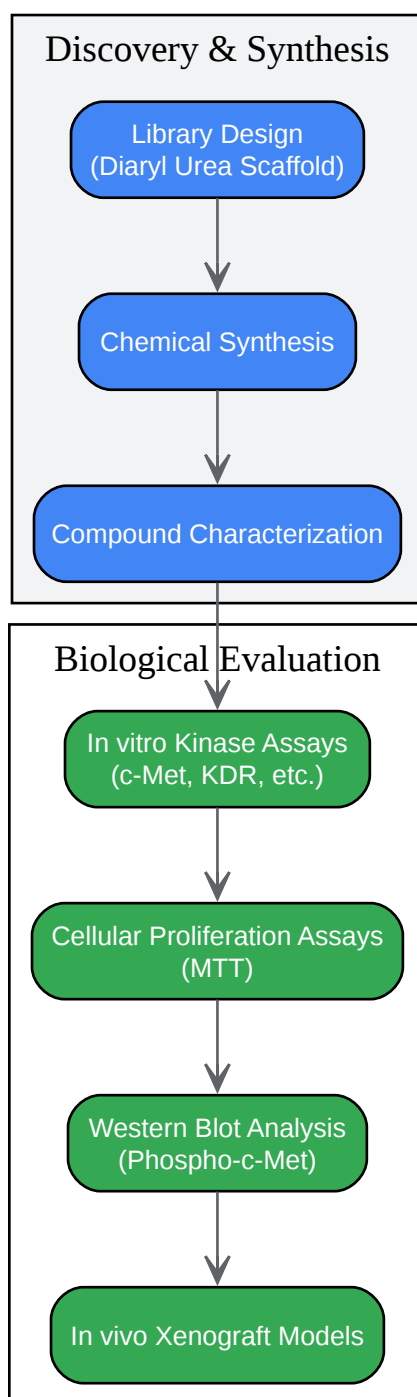 Discovery & Synthesis
Library Design
(Diaryl Urea Scaffold)
Chemical Synthesis
Compound Characterization
Biological Evaluation
In vitro Kinase Assays
(c-Met, KDR, etc.)
Cellular Proliferation Assays
(MTT)
Western Blot Analysis
(Phospho-c-Met)
In vivo Xenograft Models